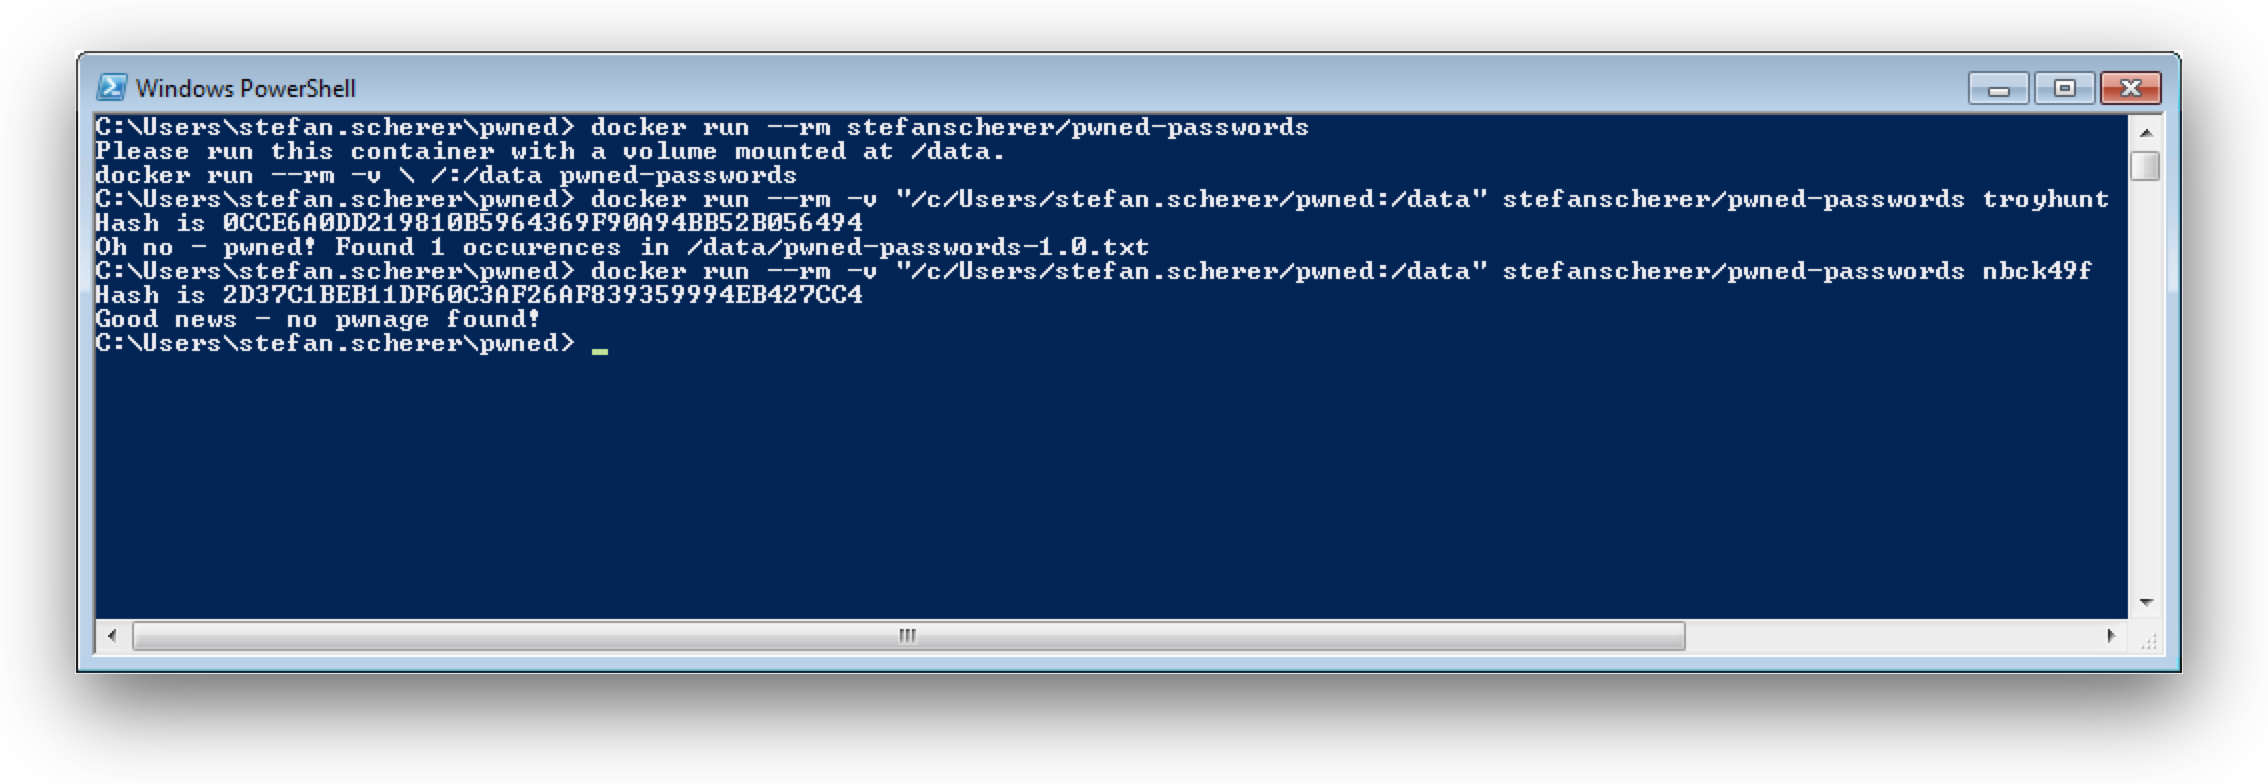 Windows PowerShell
C:\Users\stefan.scherer\pwned> docker run --rm stefanscherer/pwned-passwords
Please run this container with a volume mounted at /data.
docker run --rm -v \ /:/data pwned-passwords
C:\Users\stefan.scherer\pwned> docker run --rm -v "/c/Users/stefan.scherer/pwned:/data" stefanscherer/pwned-passwords troyhunt
Hash is 0CCE6A0DD219810B5964369F90A94BB52B056494
Oh no - pwned! Found 1 occurences in /data/pwned-passwords-1.0.txt
C:\Users\stefan.scherer\pwned> docker run --rm -v "/c/Users/stefan.scherer/pwned:/data" stefanscherer/pwned-passwords nbck49f
Hash is 2D37C1BEB11DF60C3AF26AF839359994EB427CC4
Good news - no pwnage found!
C:\Users\stefan.scherer\pwned> _